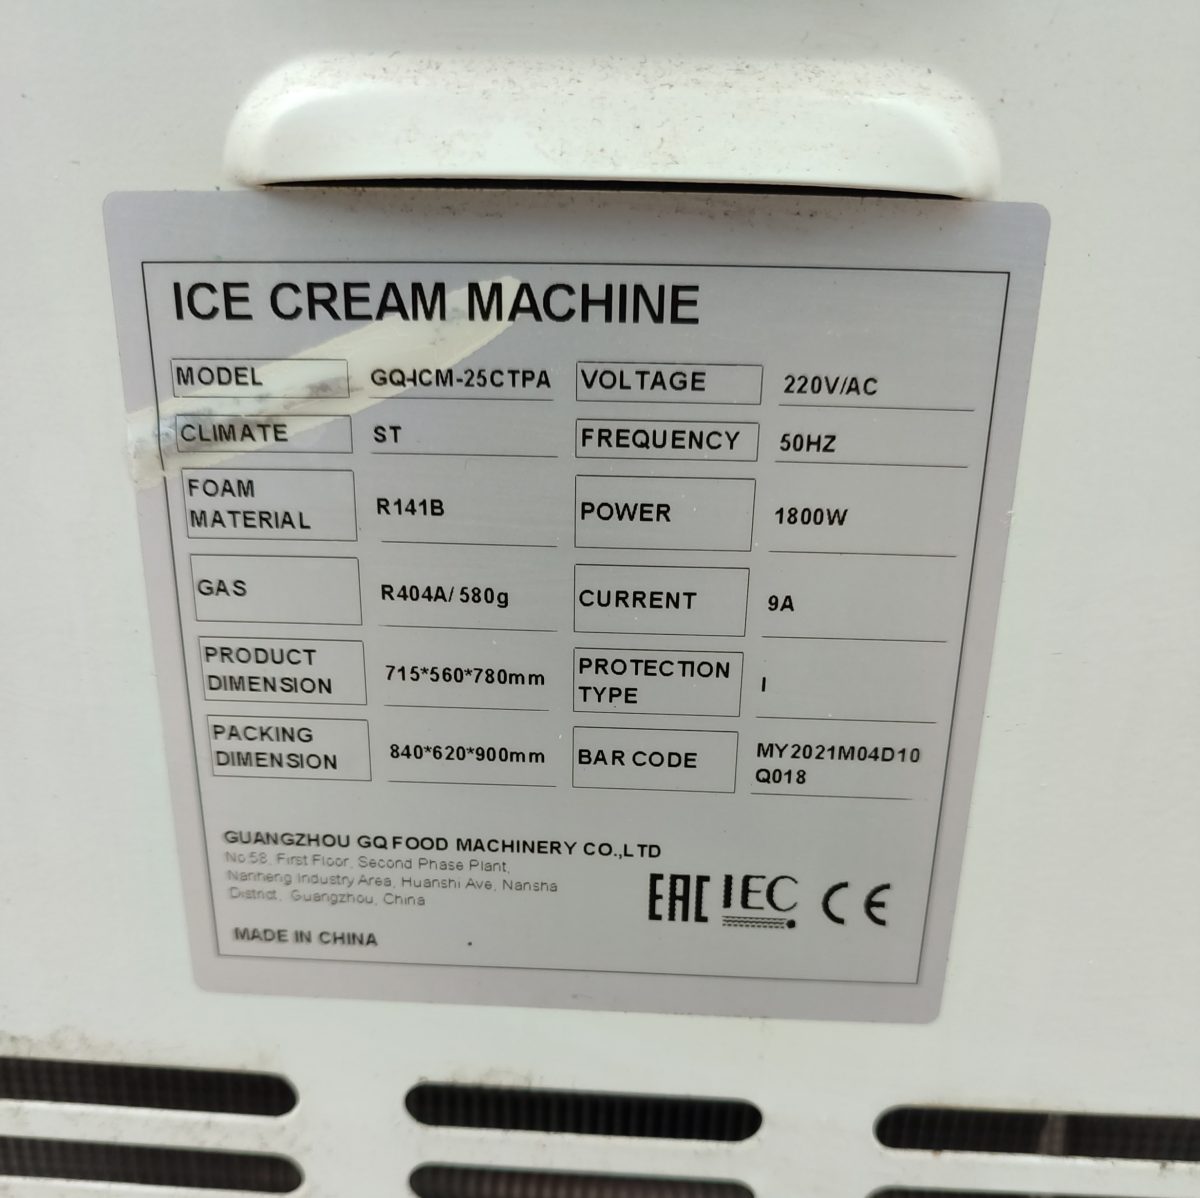 ICE CREAM MACHINE
MODEL GQ-ICM-25CTPA VOLTAGE 220V/AC
CLIMATE ST FREQUENCY 50HZ
FOAM
MATERIAL R141B POWER 1800W
GAS R404A/580g CURRENT 9A
PRODUCT
DIMENSION 715*560*780mm PROTECTION
TYPE I
PACKING
DIMENSION 840*620*900mm BAR CODE MY2021M04D10
Q018
GUANGZHOU GQ FOOD MACHINERY CO.,LTD
No.58, First Floor, Second Phase Plant,
Nanheng Industry Area, Huanshi Ave, Nansha
District, Guangzhou, China
EAC IEC CE
MADE IN CHINA